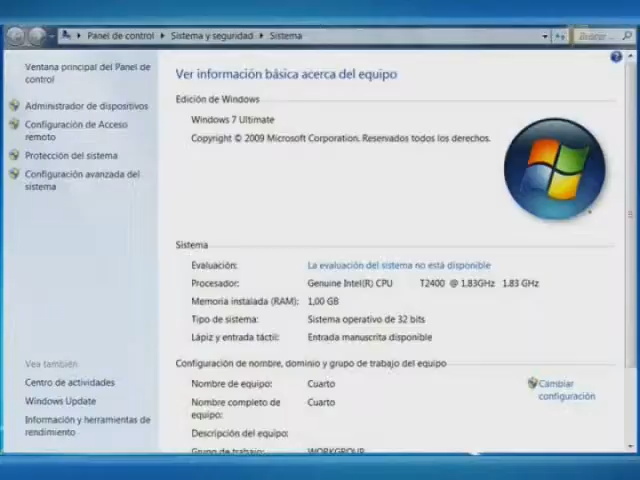 Panel de control ▸ Sistema y seguridad ▸ Sistema
Buscar...
Ventana principal del Panel de
control
Administrador de dispositivos
Configuración de Acceso
remoto
Protección del sistema
Configuración avanzada del
sistema
Vea también
Centro de actividades
Windows Update
Información y herramientas de
rendimiento
Ver información básica acerca del equipo
Edición de Windows
Windows 7 Ultimate
Copyright © 2009 Microsoft Corporation. Reservados todos los derechos.
Sistema
Evaluación: La evaluación del sistema no está disponible
Procesador: Genuine Intel(R) CPU T2400 @ 1.83GHz 1.83 GHz
Memoria instalada (RAM): 1,00 GB
Tipo de sistema: Sistema operativo de 32 bits
Lápiz y entrada táctil: Entrada manuscrita disponible
Configuración de nombre, dominio y grupo de trabajo del equipo
Nombre de equipo: Cuarto
Cambiar
configuración
Nombre completo de Cuarto
equipo:
Descripción del equipo:
Grupo de trabajo: WORKGROUP